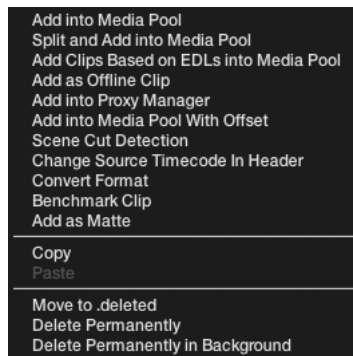 Add into Media Pool
Split and Add into Media Pool
Add Clips Based on EDLs into Media Pool
Add as Offline Clip
Add into Proxy Manager
Add into Media Pool With Offset
Scene Cut Detection
Change Source Timecode In Header
Convert Format
Benchmark Clip
Add as Matte
Copy
Paste
Move to .deleted
Delete Permanently
Delete Permanently in Background